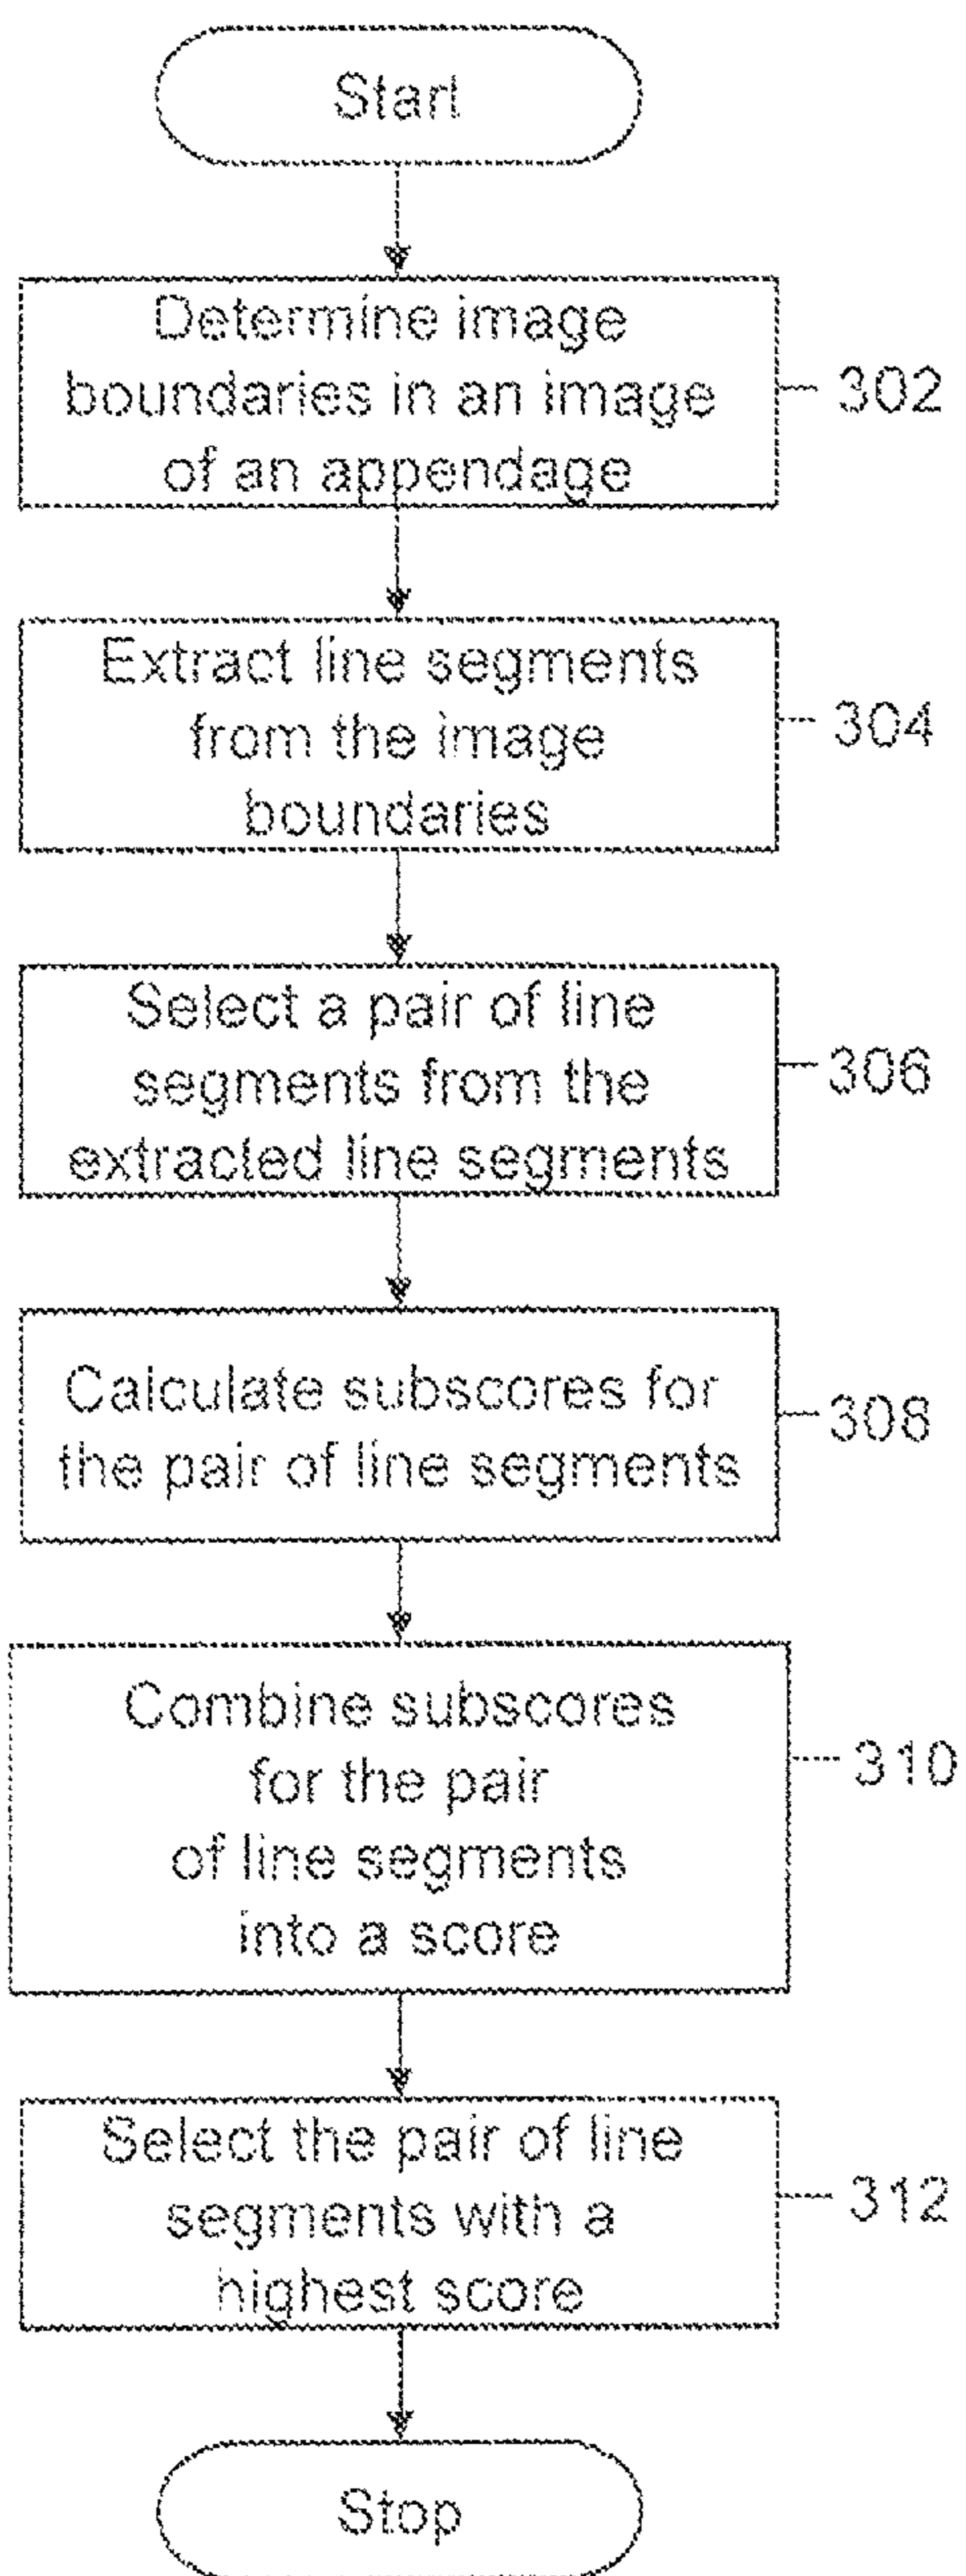 Start
Determine image
boundaries in an image
of an appendage
302
Extract line segments
from the image
boundaries
304
Select a pair of line
segments from the
extracted line segments
306
Calculate subscores for
the pair of line segments
308
Combine subscores
for the pair
of line segments
into a score
310
Select the pair of line
segments with a
highest score
312
Stop